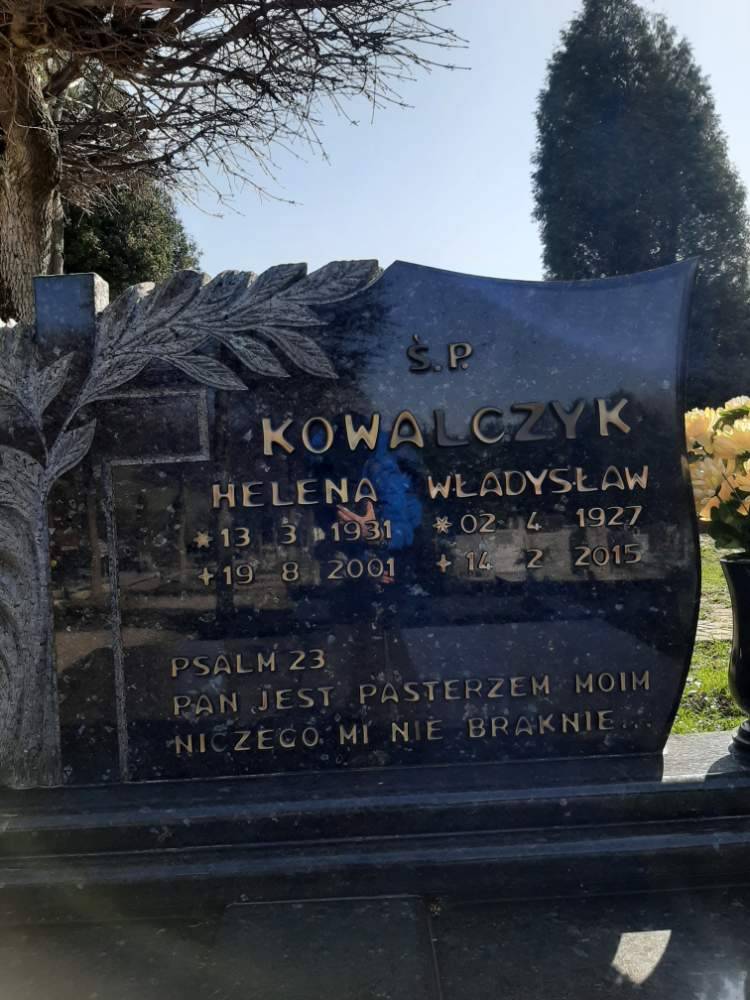 Ś.P.
KOWALCZYK
HELENA WŁADYSŁAW
*13 3 1931 *02 4 1927
+19 8 2001 +14 2 2015
PSALM 23
PAN JEST PASTERZEM MOIM
NICZEGO MI NIE BRAKNIE...